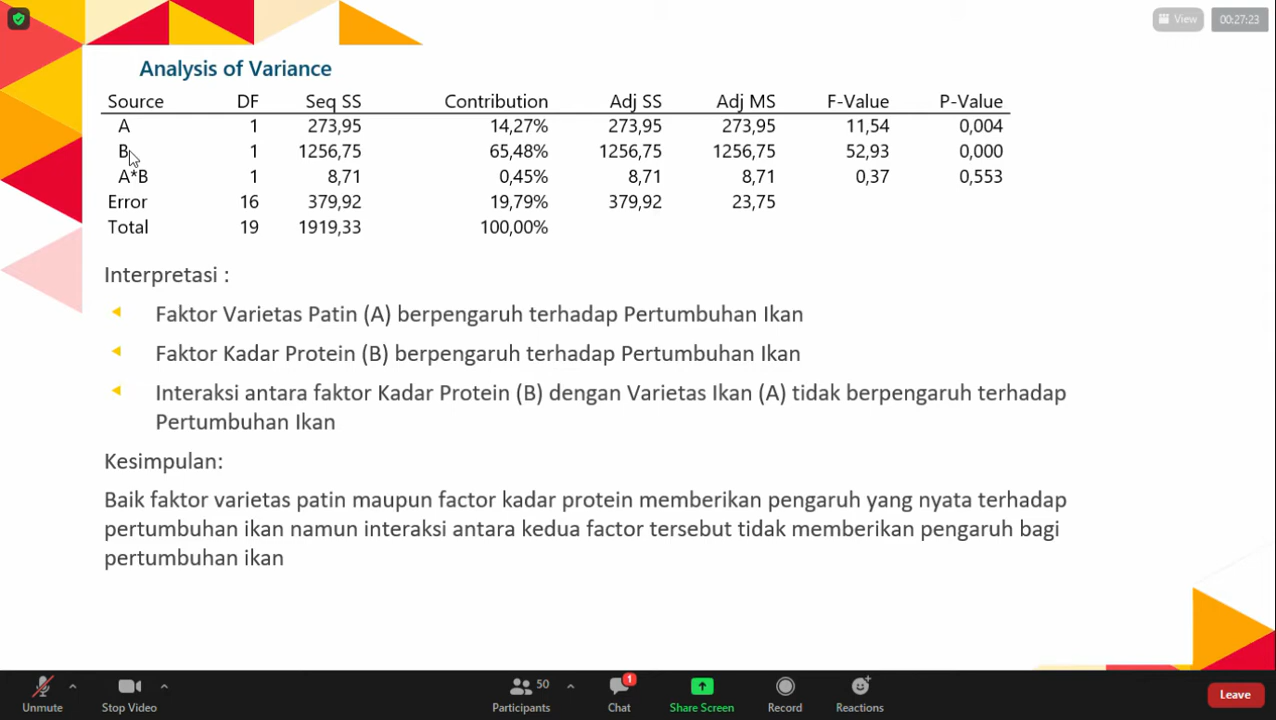 View
00:27:23
Analysis of Variance
Source DF Seq SS Contribution Adj SS Adj MS F-Value P-Value
A 1 273,95 14,27% 273,95 273,95 11,54 0,004
B 1 1256,75 65,48% 1256,75 1256,75 52,93 0,000
A*B 1 8,71 0,45% 8,71 8,71 0,37 0,553
Error 16 379,92 19,79% 379,92 23,75
Total 19 1919,33 100,00%
Interpretasi :
Faktor Varietas Patin (A) berpengaruh terhadap Pertumbuhan Ikan
Faktor Kadar Protein (B) berpengaruh terhadap Pertumbuhan Ikan
Interaksi antara faktor Kadar Protein (B) dengan Varietas Ikan (A) tidak berpengaruh terhadap
Pertumbuhan Ikan
Kesimpulan:
Baik faktor varietas patin maupun factor kadar protein memberikan pengaruh yang nyata terhadap
pertumbuhan ikan namun interaksi antara kedua factor tersebut tidak memberikan pengaruh bagi
pertumbuhan ikan
50 1
Unmute Stop Video Participants Chat Share Screen Record Reactions Leave